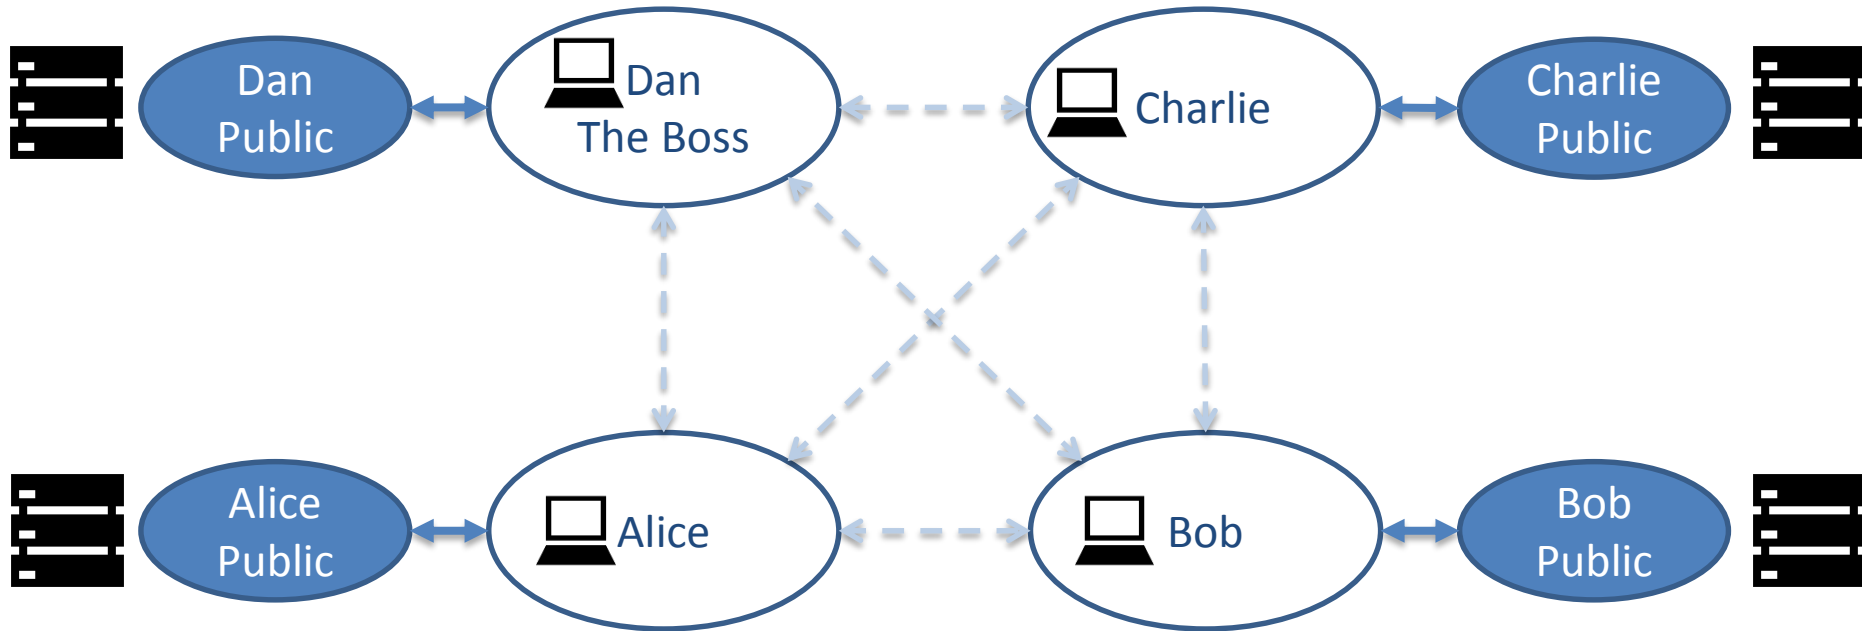 Dan
Public
Dan
The Boss
Charlie
Charlie
Public
Alice
Public
Alice
Bob
Bob
Public